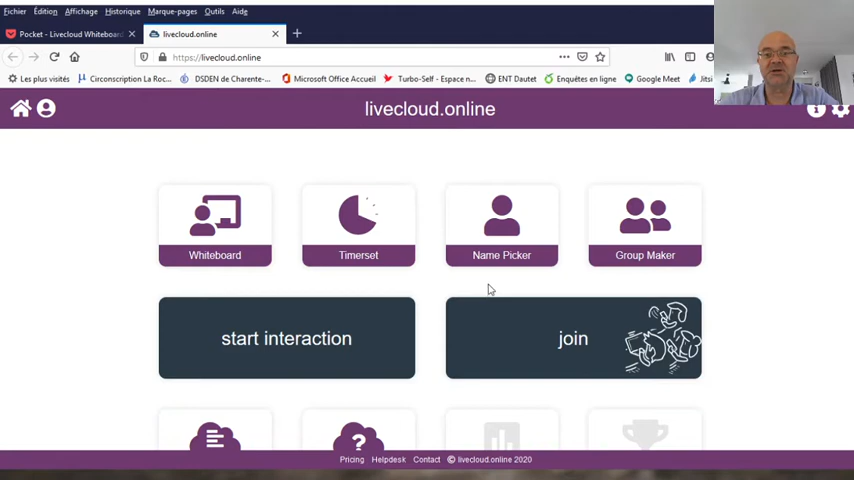 Fichier Édition Affichage Historique Marque-pages Outils Aide
Pocket - Livecloud Whiteboard
livecloud.online
https://livecloud.online
Les plus visités Circonscription La Roc... DSDEN de Charente-... Microsoft Office Accueil Turbo-Self - Espace n... ENT Dautet Enquêtes en ligne Google Meet Jitsi
livecloud.online
Whiteboard Timerset Name Picker Group Maker
start interaction join
Pricing Helpdesk Contact © livecloud.online 2020